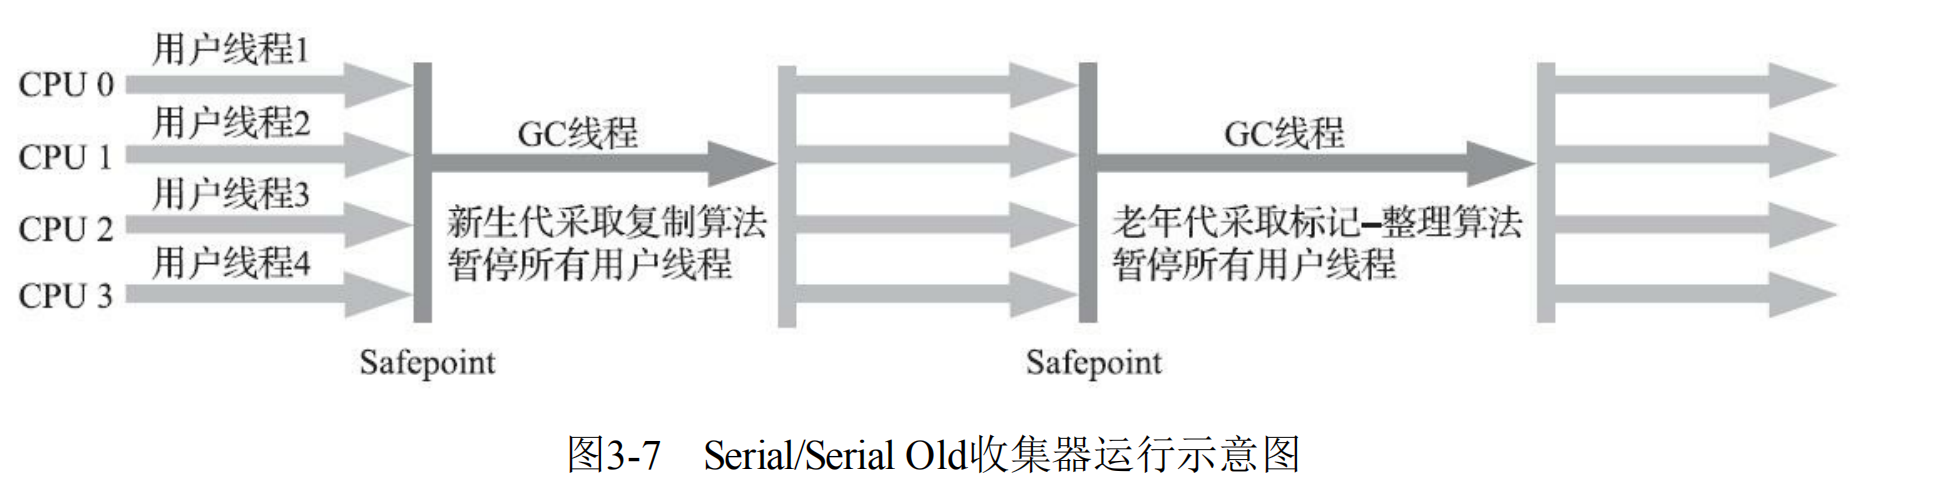 用户线程1
CPU 0
用户线程2
CPU 1
用户线程3
CPU 2
用户线程4
CPU 3
Safepoint
GC线程
新生代采取复制算法
暂停所有用户线程
Safepoint
GC线程
老年代采取标记–整理算法
暂停所有用户线程
图3-7 Serial/Serial Old收集器运行示意图